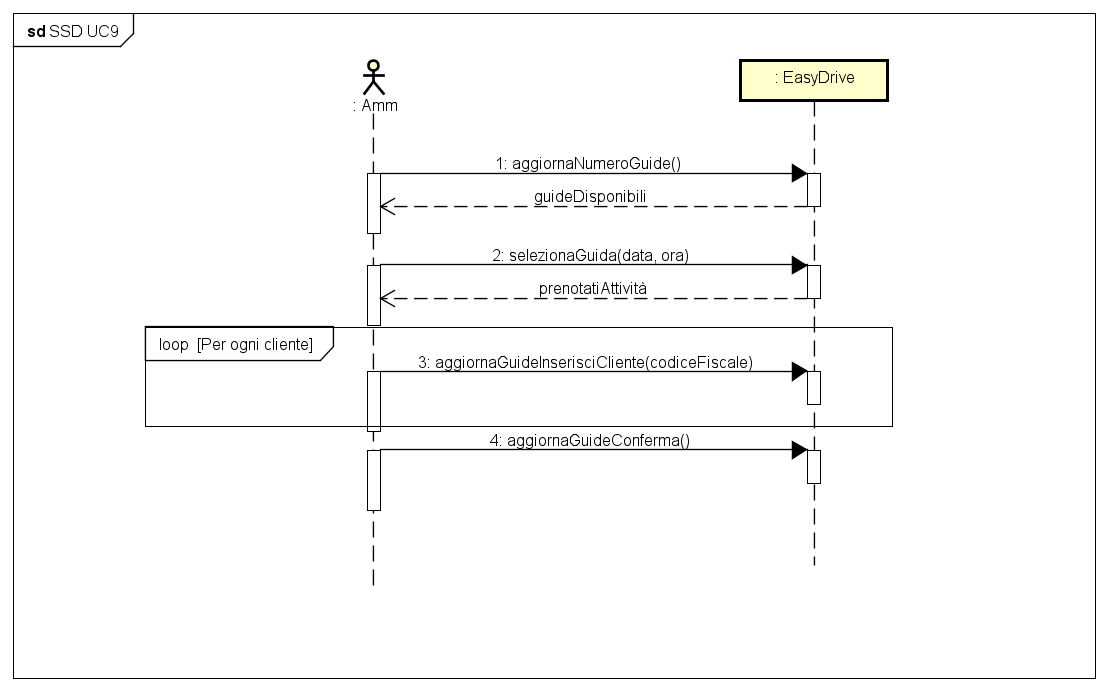 sd SSD UC9
: Amm
: EasyDrive
1: aggiornaNumeroGuide()
guideDisponibili
2: selezionaGuida(data, ora)
prenotatiAttività
loop [Per ogni cliente]
3: aggiornaGuideInserisciCliente(codiceFiscale)
4: aggiornaGuideConferma()